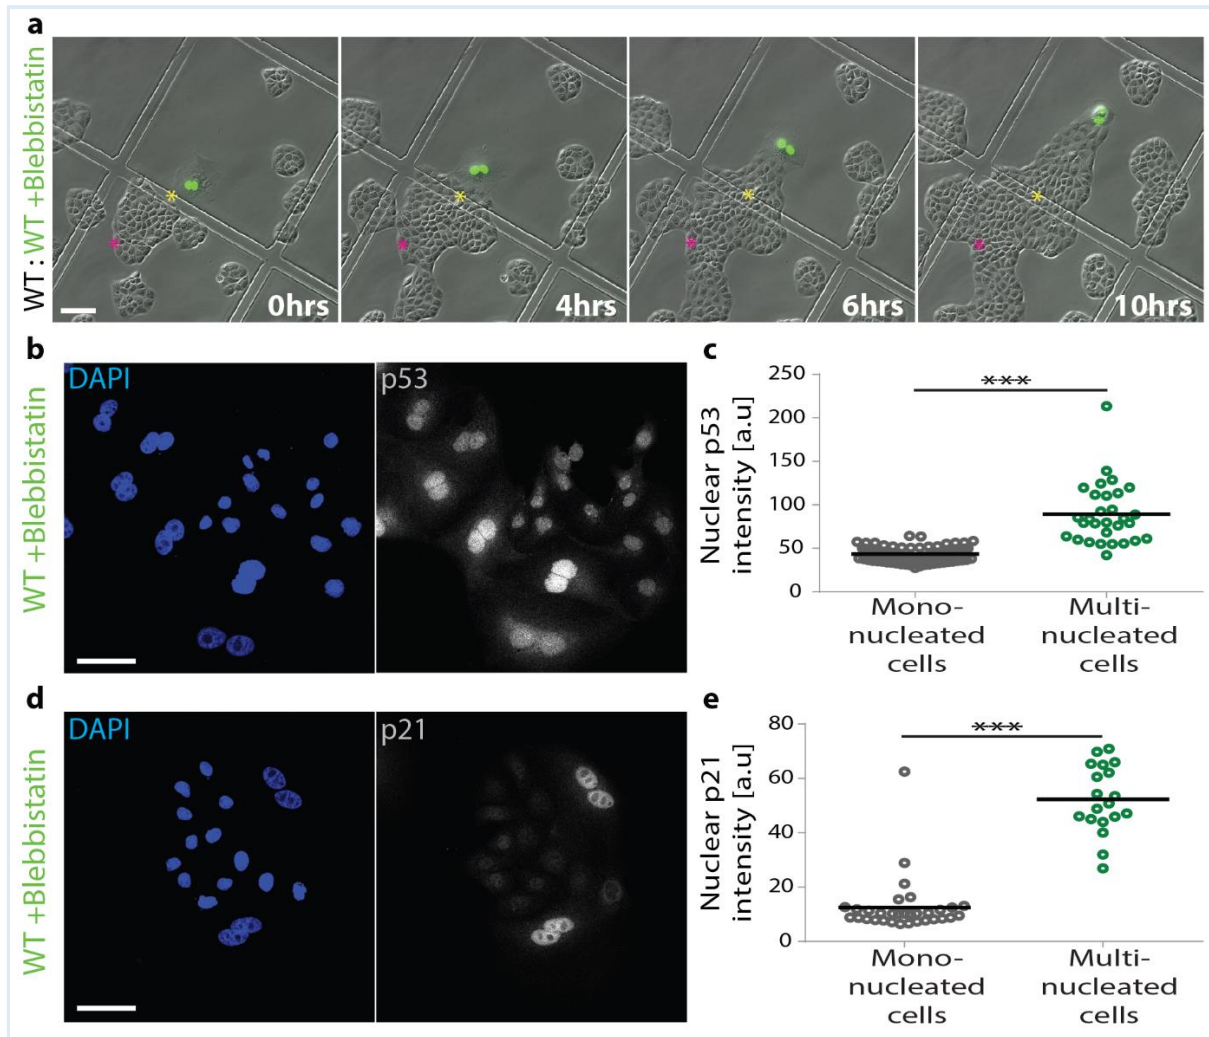 a
WT : WT +Blebbistatin
0hrs
4hrs
6hrs
10hrs
b
WT +Blebbistatin
DAPI
p53
c
Nuclear p53
intensity [a.u]
250
200
150
100
50
0
***
Mono-
nucleated
cells
Multi-
nucleated
cells
d
WT +Blebbistatin
DAPI
p21
e
Nuclear p21
intensity [a.u]
80
60
40
20
0
***
Mono-
nucleated
cells
Multi-
nucleated
cells